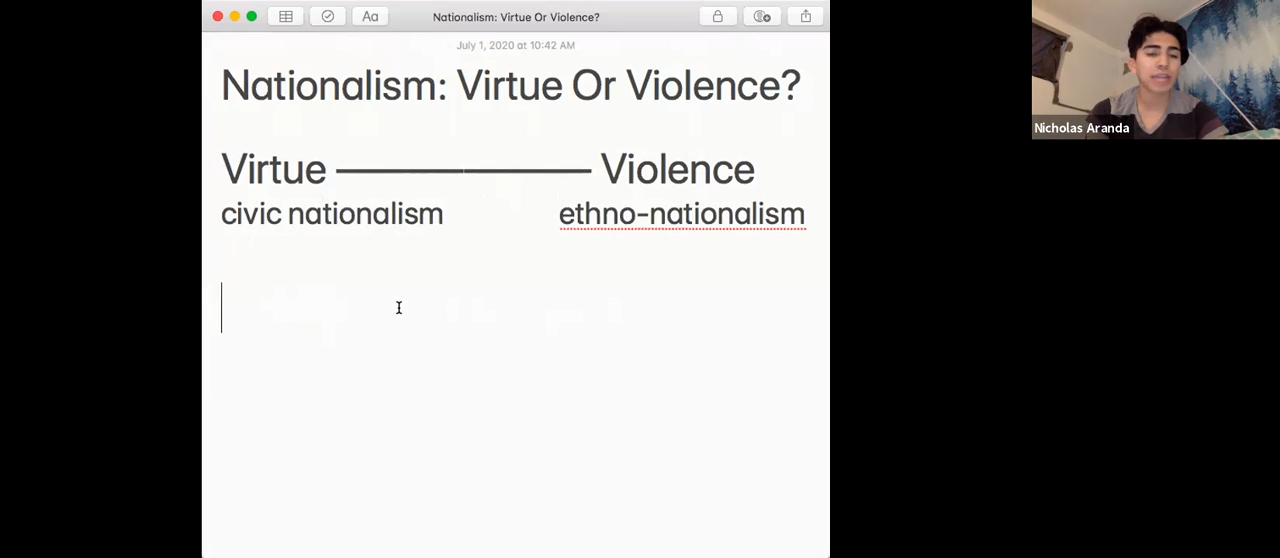 Aa
Nationalism: Virtue Or Violence?
July 1, 2020 at 10:42 AM
Nationalism: Virtue Or Violence?
Virtue ————— Violence
civic nationalism ethno-nationalism
Nicholas Aranda